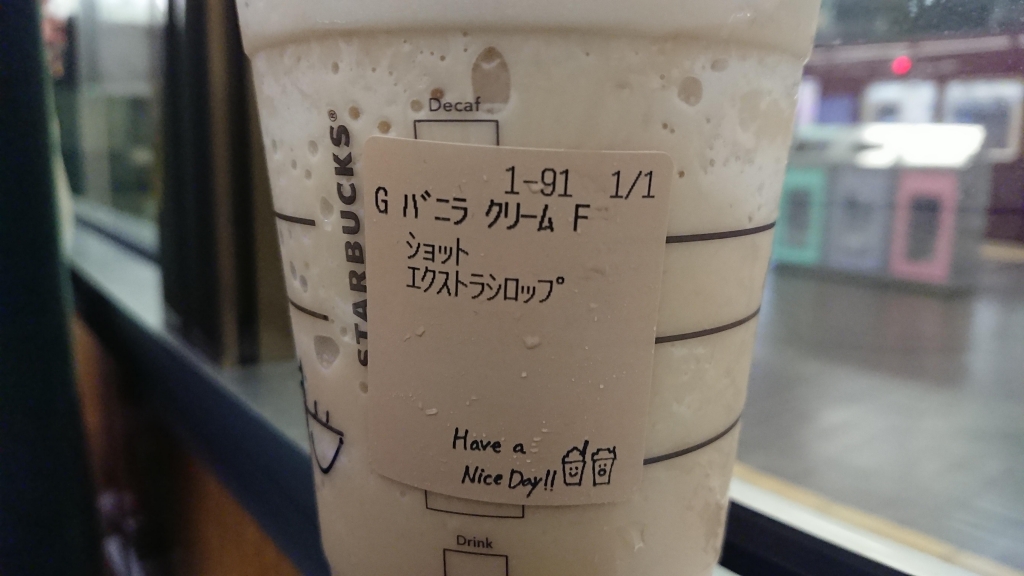 Decaf
STARBUCKS®
1-91 1/1
G バニラ クリーム F
ショット
エクストラシロップ
Have a
Nice Day!!
Drink